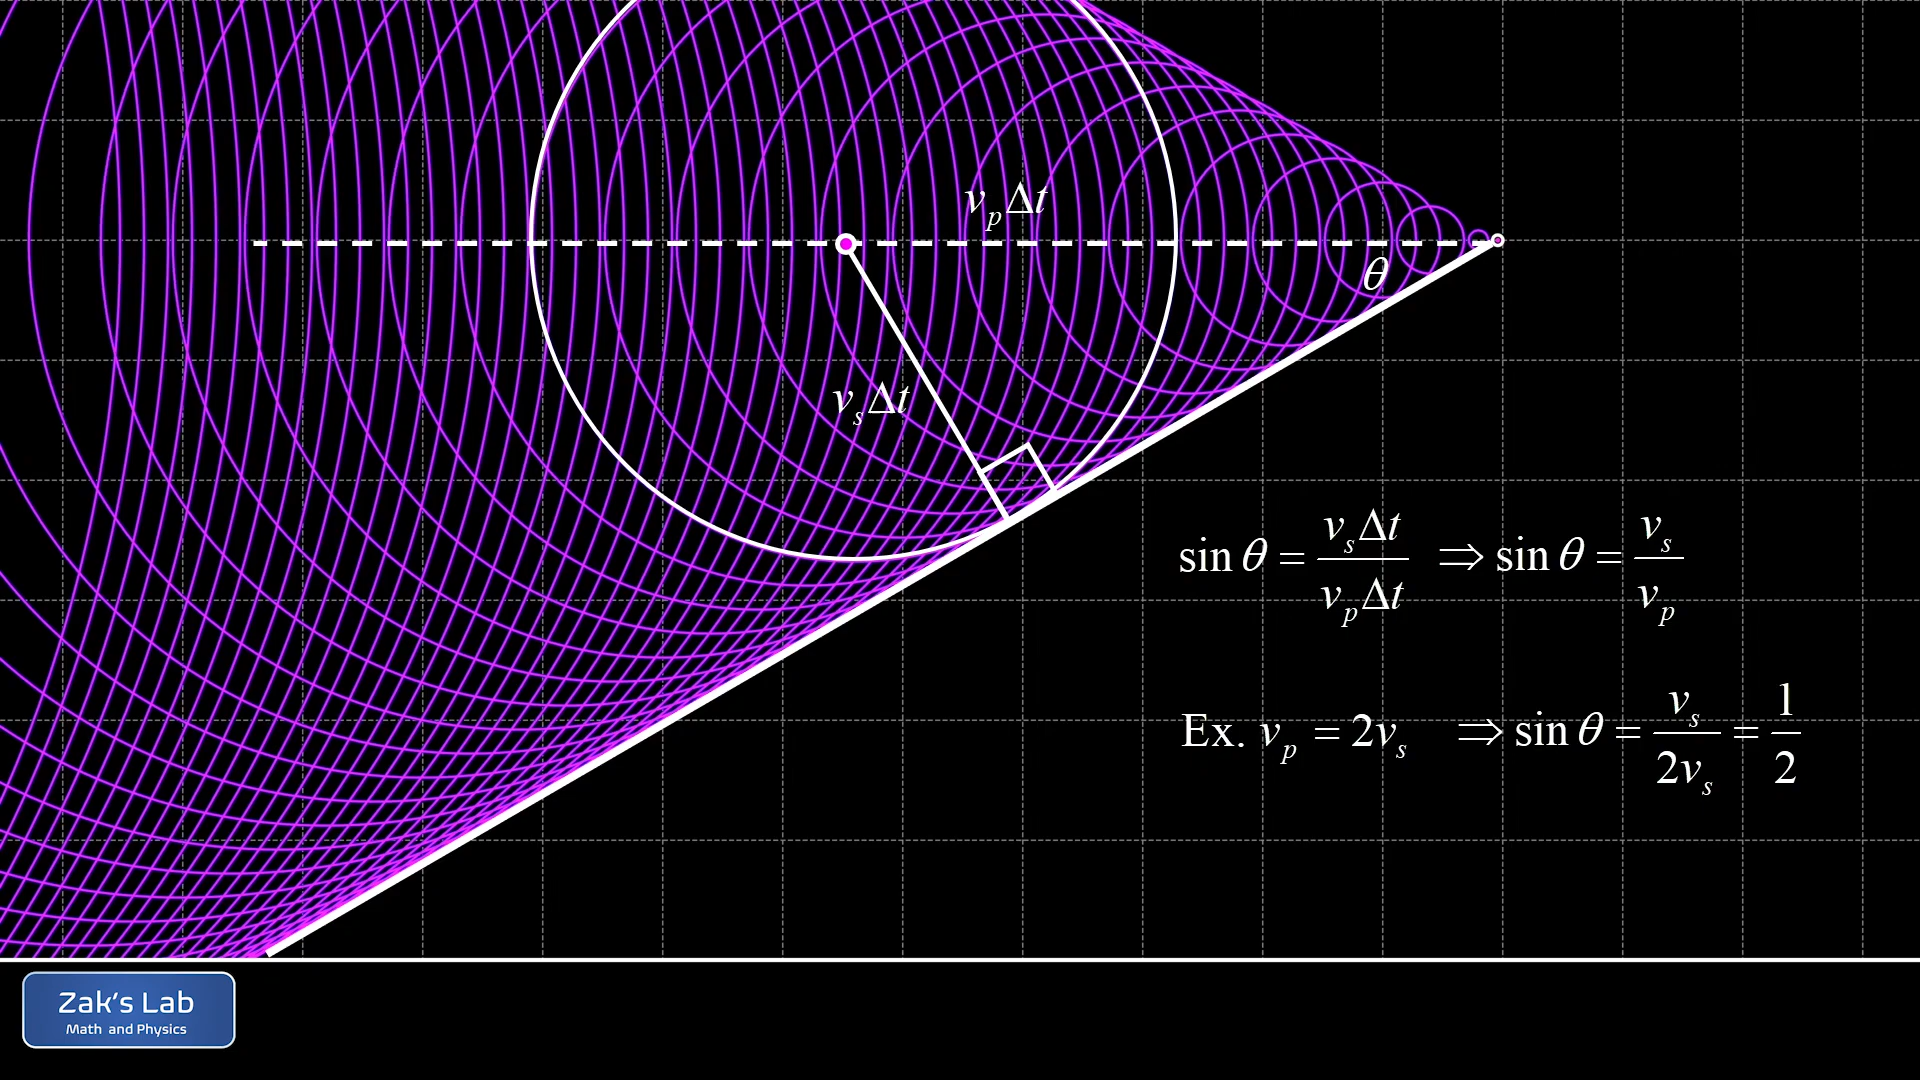 v_pΔt
θ
v_sΔt
sin θ = v_sΔt / v_pΔt ⇒ sin θ = v_s / v_p
Ex. v_p = 2v_s ⇒ sin θ = v_s / 2v_s = 1 / 2
Zak's Lab
Math and Physics